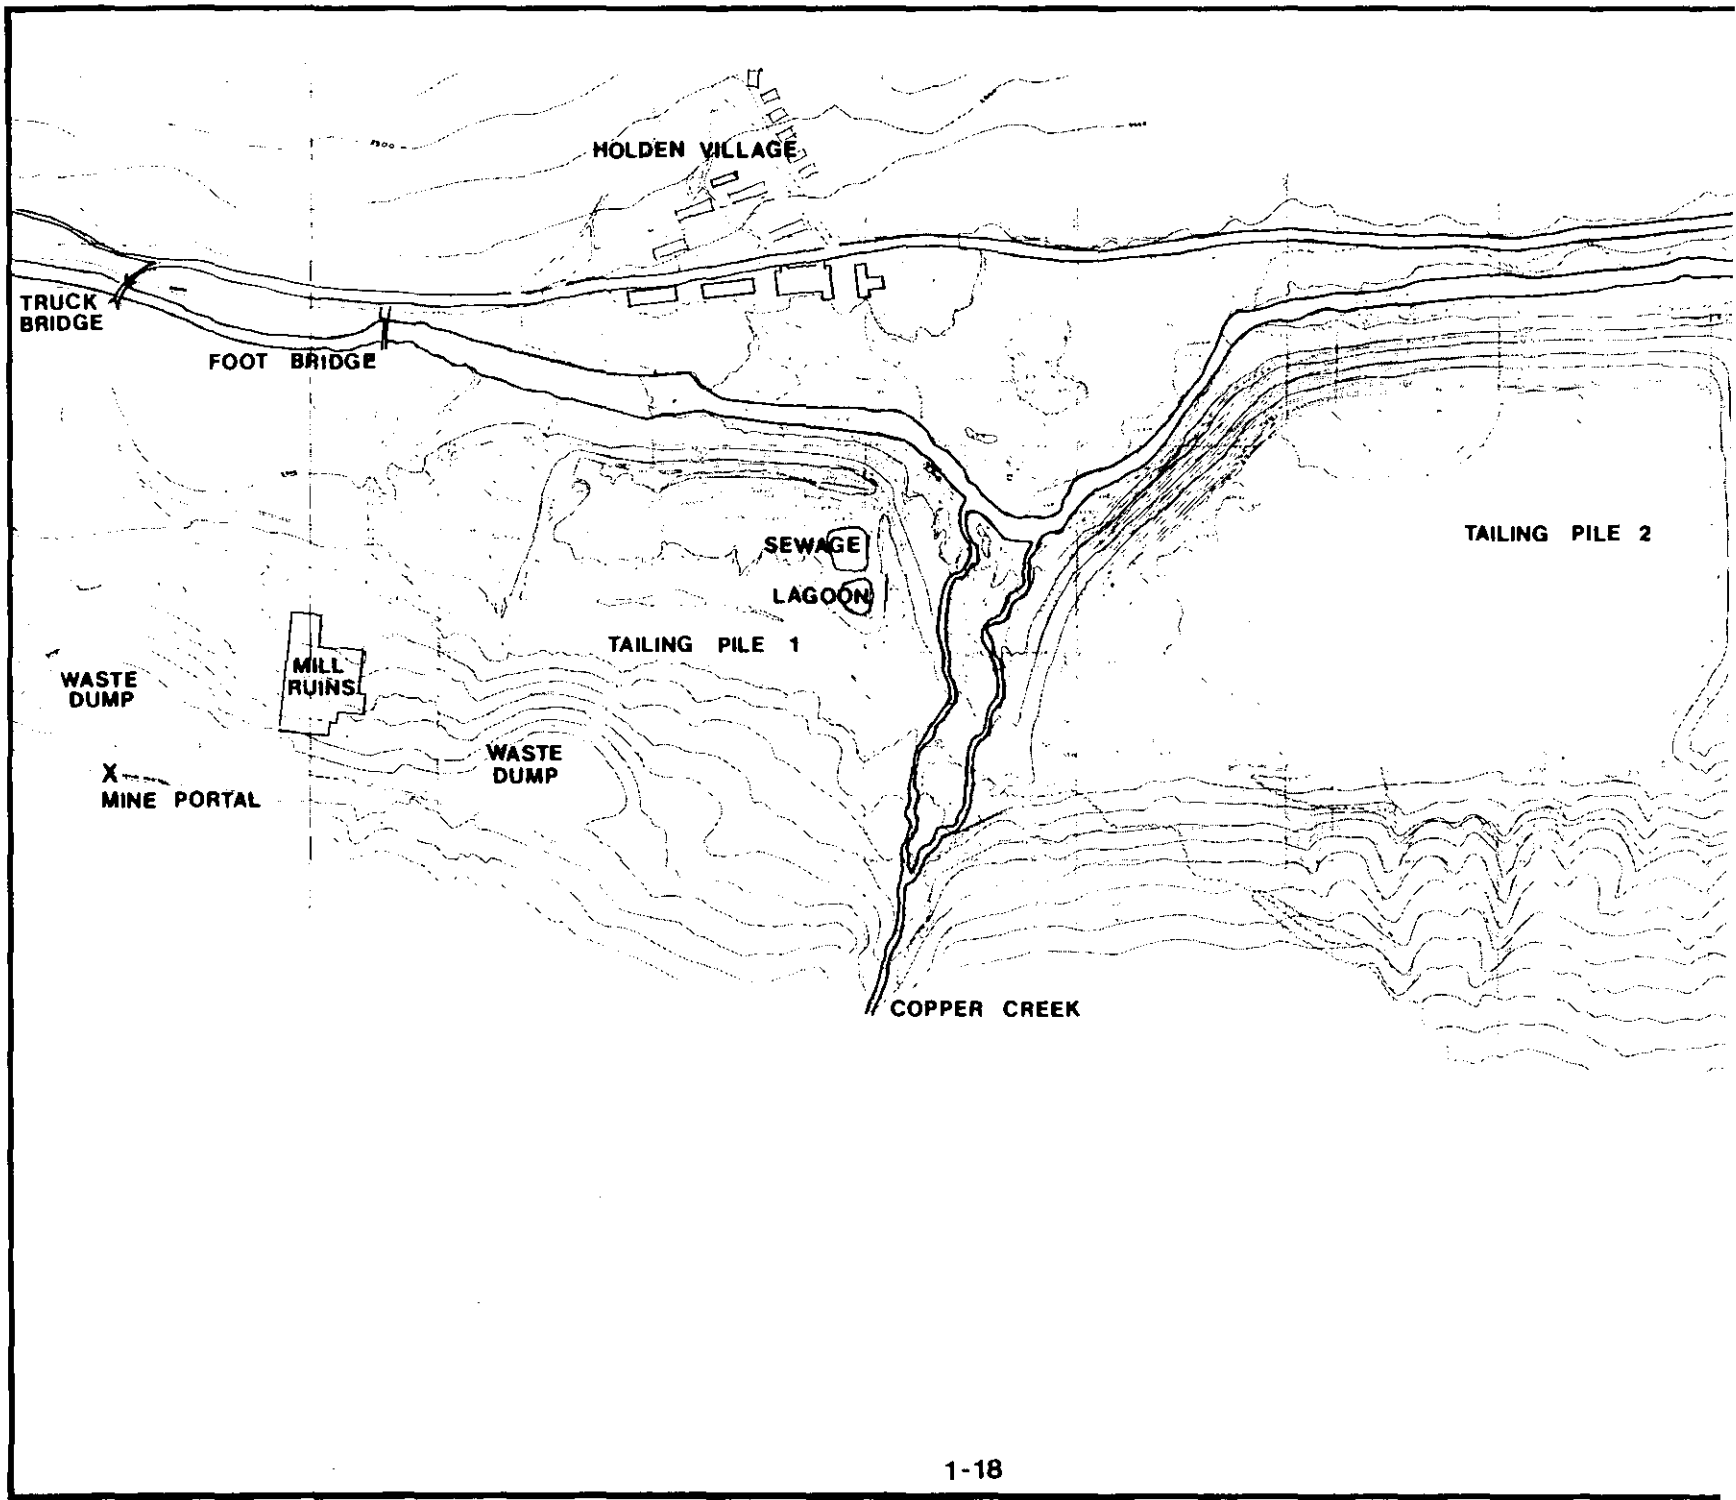 HOLDEN VILLAGE
TRUCK
BRIDGE
FOOT BRIDGE
SEWAGE
LAGOON
TAILING PILE 2
TAILING PILE 1
MILL
RUINS
WASTE
DUMP
WASTE
DUMP
X
MINE PORTAL
COPPER CREEK
1-18